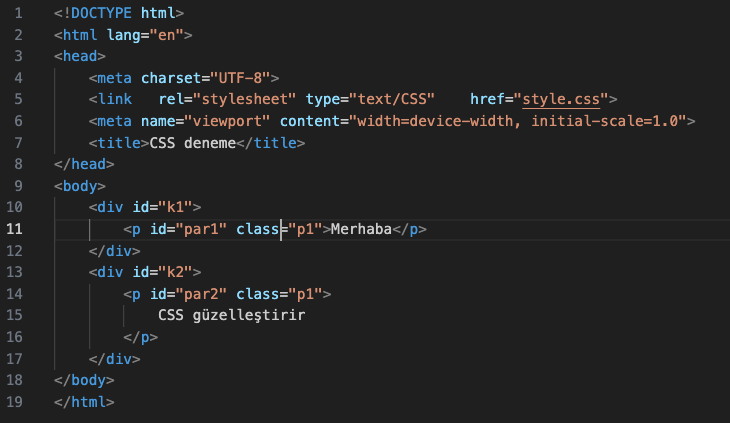 1 <!DOCTYPE html>
2 <html lang="en">
3 <head>
4     <meta charset="UTF-8">
5     <link   rel="stylesheet" type="text/CSS"    href="style.css">
6     <meta name="viewport" content="width=device-width, initial-scale=1.0">
7     <title>CSS deneme</title>
8 </head>
9 <body>
10     <div id="k1">
11         <p id="par1" class="p1">Merhaba</p>
12     </div>
13     <div id="k2">
14         <p id="par2" class="p1">
15             CSS güzelleştirir
16         </p>
17     </div>
18 </body>
19 </html>